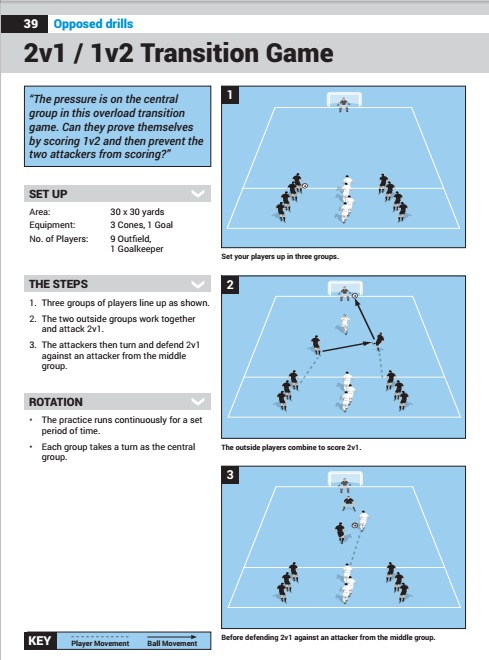 39 Opposed drills
2v1 / 1v2 Transition Game
“The pressure is on the central
group in this overload transition
game. Can they prove themselves
by scoring 1v2 and then prevent the
two attackers from scoring?”
SET UP
Area: 30 x 30 yards
Equipment: 3 Cones, 1 Goal
No. of Players: 9 Outfield,
1 Goalkeeper
THE STEPS
1. Three groups of players line up as shown.
2. The two outside groups work together
and attack 2v1.
3. The attackers then turn and defend 2v1
against an attacker from the middle
group.
ROTATION
• The practice runs continuously for a set
period of time.
• Each group takes a turn as the central
group.
KEY Player Movement Ball Movement
1
Set your players up in three groups.
2
The outside players combine to score 2v1.
3
Before defending 2v1 against an attacker from the middle group.